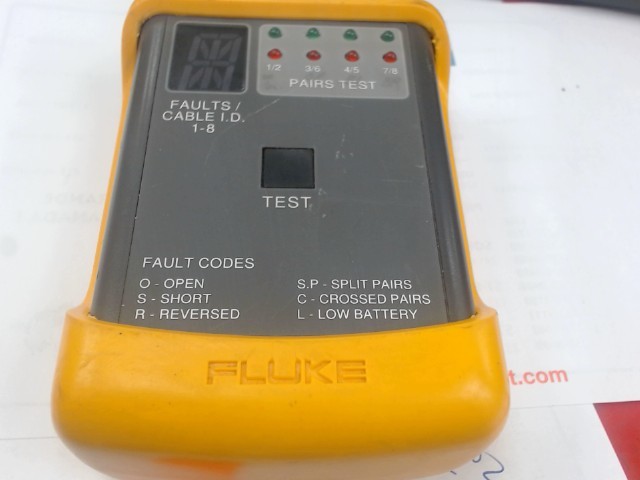 1/2 3/6 4/5 7/8
PAIRS TEST
FAULTS /
CABLE I.D.
1-8
TEST
FAULT CODES
O - OPEN
S - SHORT
R - REVERSED
S.P - SPLIT PAIRS
C - CROSSED PAIRS
L - LOW BATTERY
FLUKE
t.com